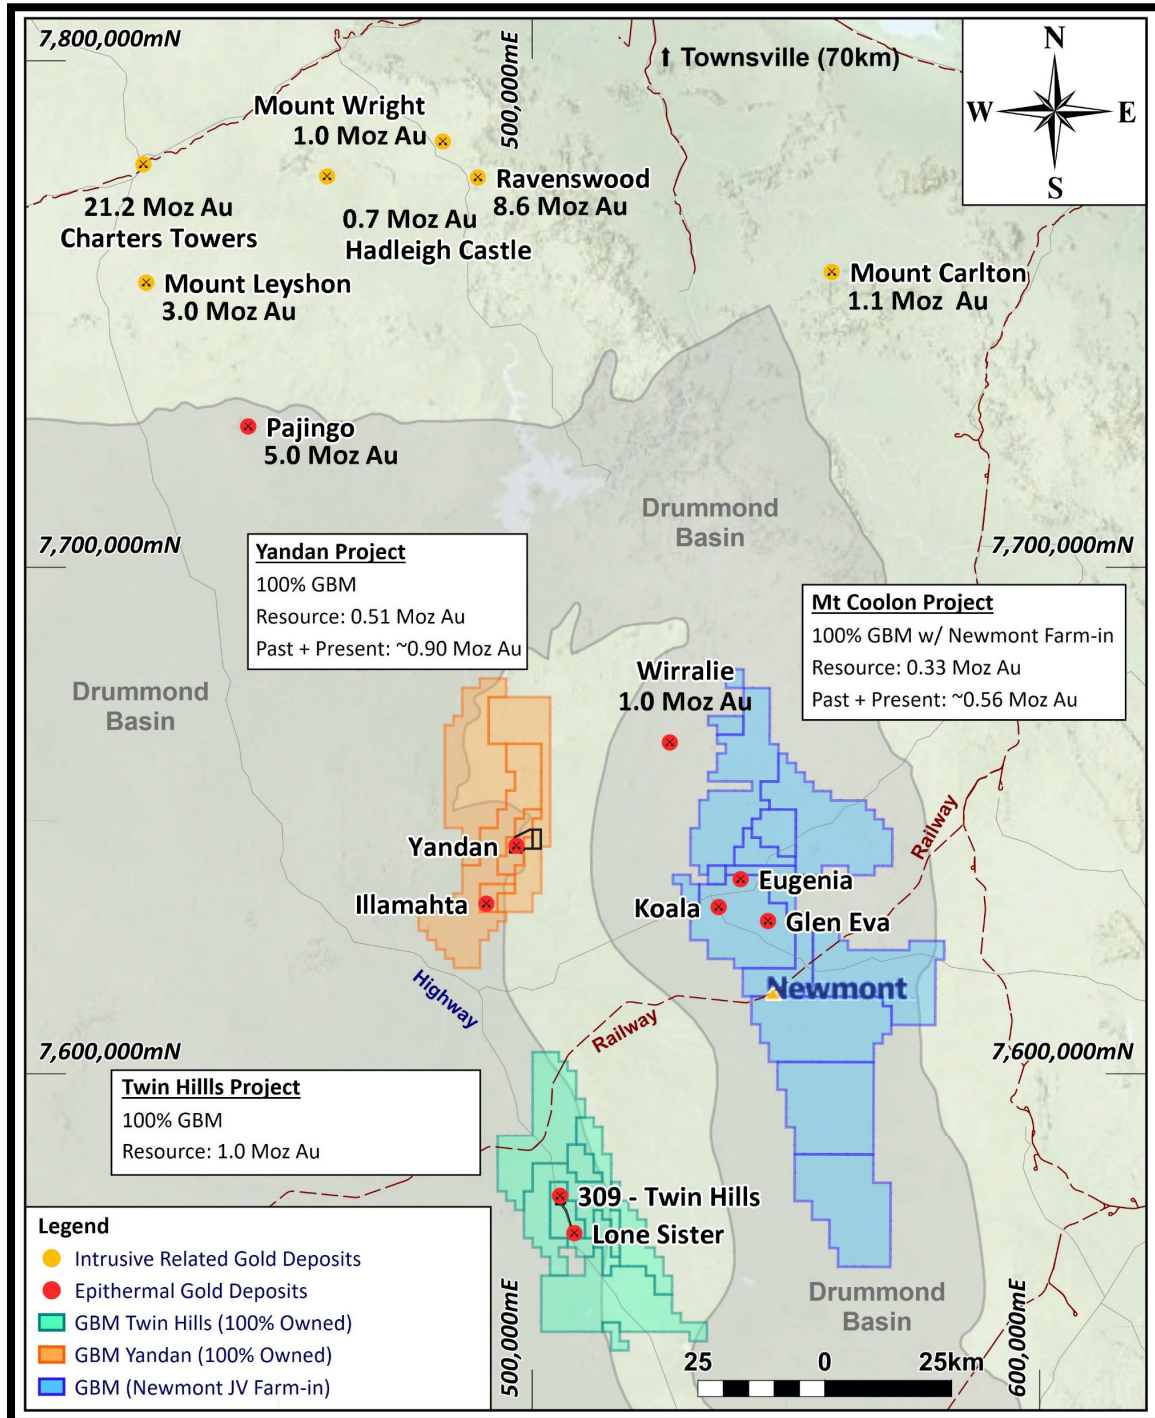 7,800,000mN
500,000mE
Townsville (70km)
N
W
E
S
Mount Wright
1.0 Moz Au
Ravenswood
8.6 Moz Au
21.2 Moz Au
Charters Towers
0.7 Moz Au
Hadleigh Castle
Mount Leyshon
3.0 Moz Au
Mount Carlton
1.1 Moz Au
Pajingo
5.0 Moz Au
Drummond
Basin
7,700,000mN
7,700,000mN
Yandan Project
100% GBM
Resource: 0.51 Moz Au
Past + Present: ~0.90 Moz Au
Mt Coolon Project
100% GBM w/ Newmont Farm-in
Resource: 0.33 Moz Au
Past + Present: ~0.56 Moz Au
Drummond
Basin
Wirralie
1.0 Moz Au
Railway
Yandan
Illamahta
Eugenia
Koala
Glen Eva
Newmont
Highway
Railway
7,600,000mN
7,600,000mN
Twin Hillls Project
100% GBM
Resource: 1.0 Moz Au
309 - Twin Hills
Lone Sister
Legend
Intrusive Related Gold Deposits
Epithermal Gold Deposits
GBM Twin Hills (100% Owned)
GBM Yandan (100% Owned)
GBM (Newmont JV Farm-in)
500,000mE
Drummond
Basin
600,000mE
25 0 25km